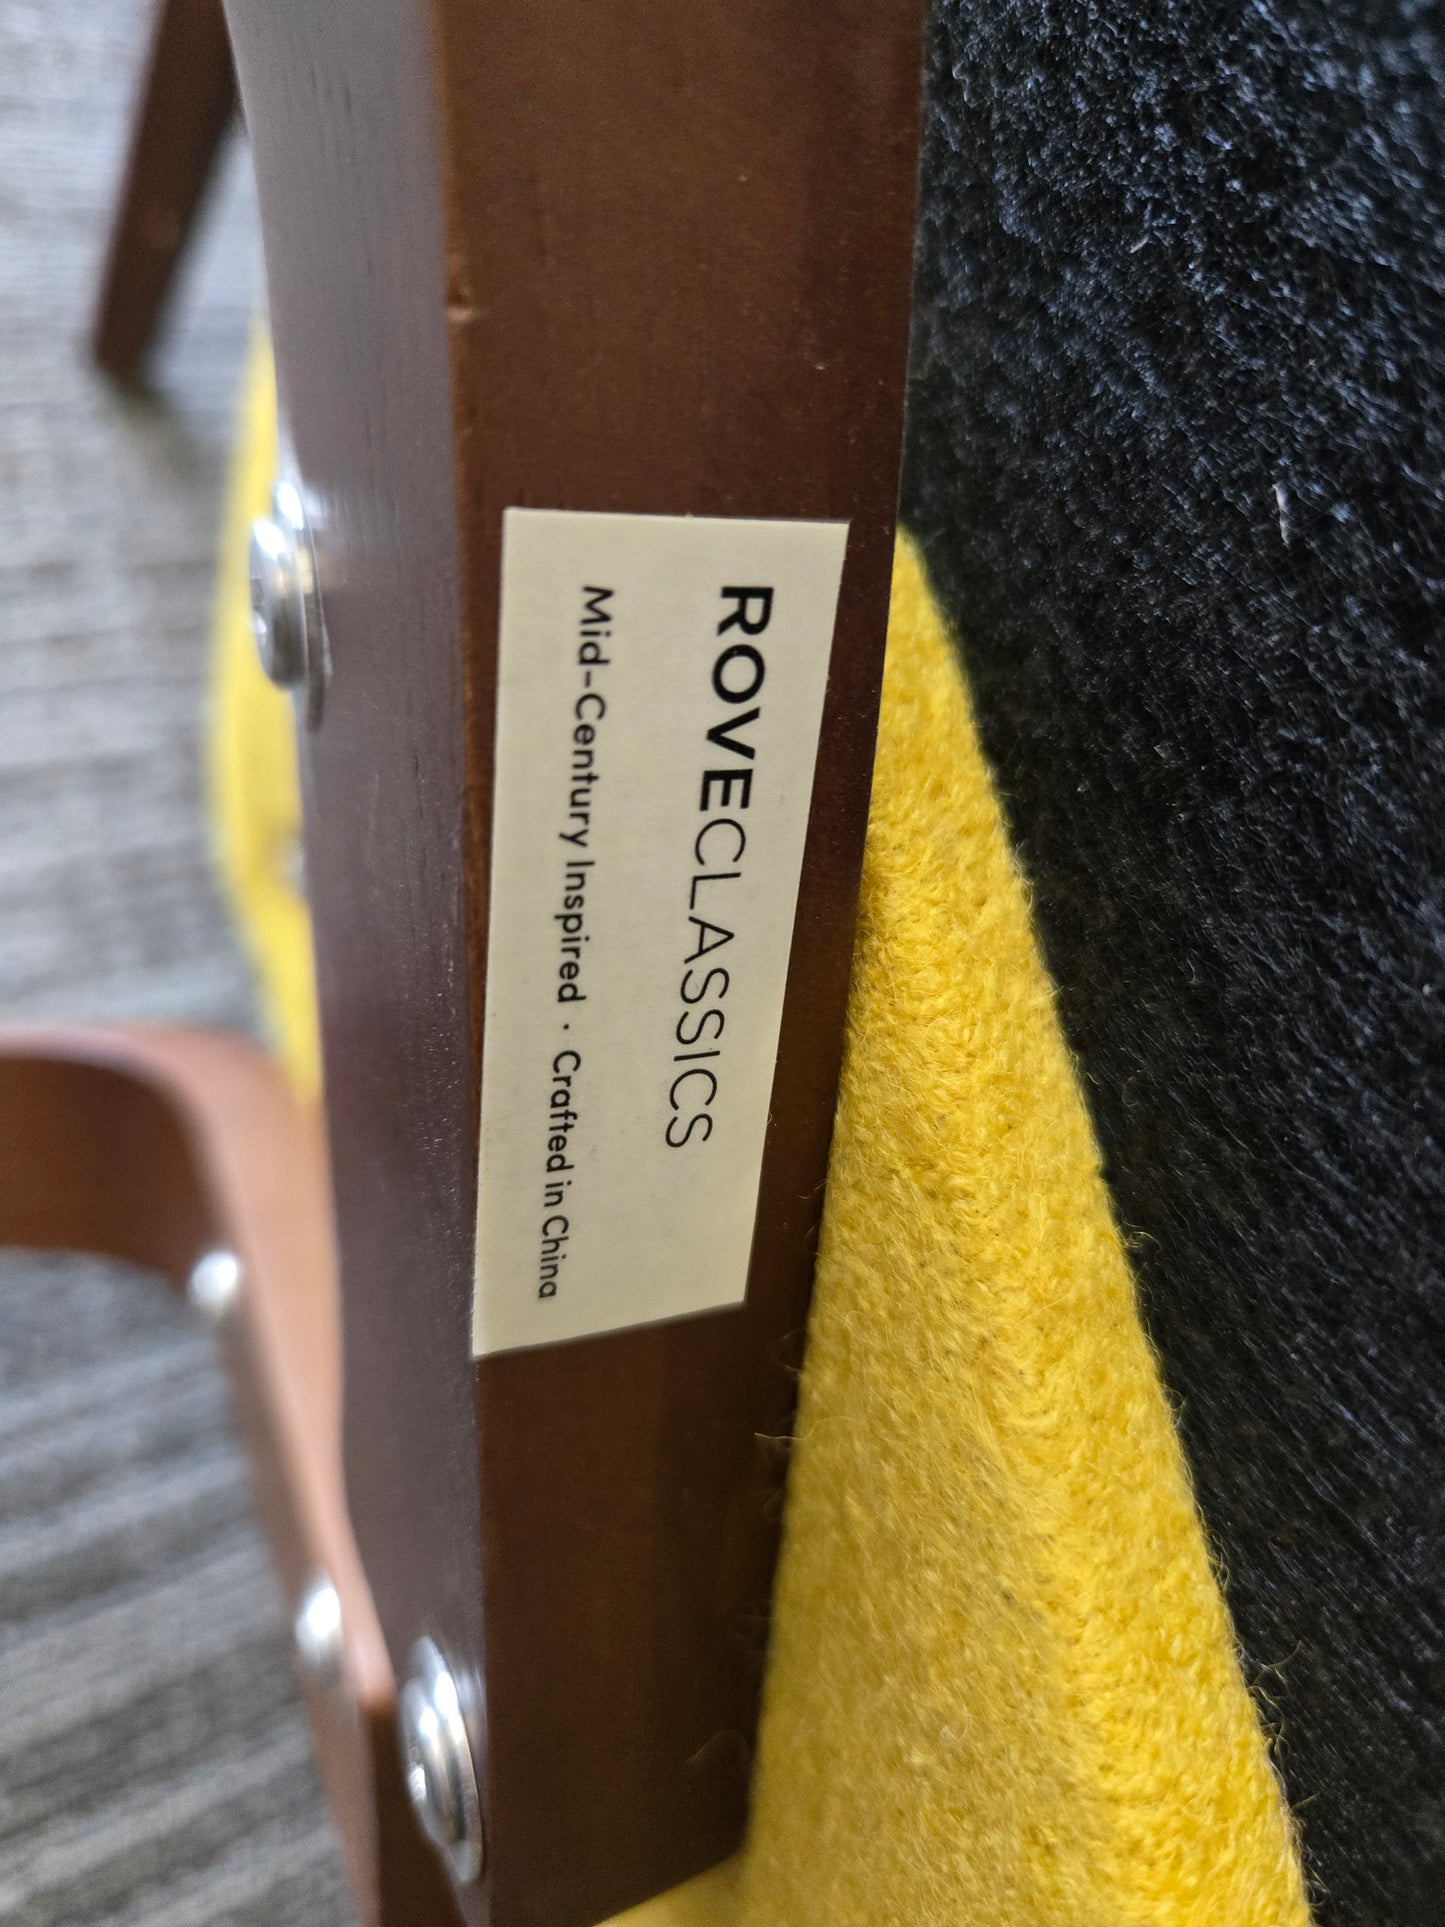 ROVECLASSICS
Mid-Century Inspired · Crafted in China